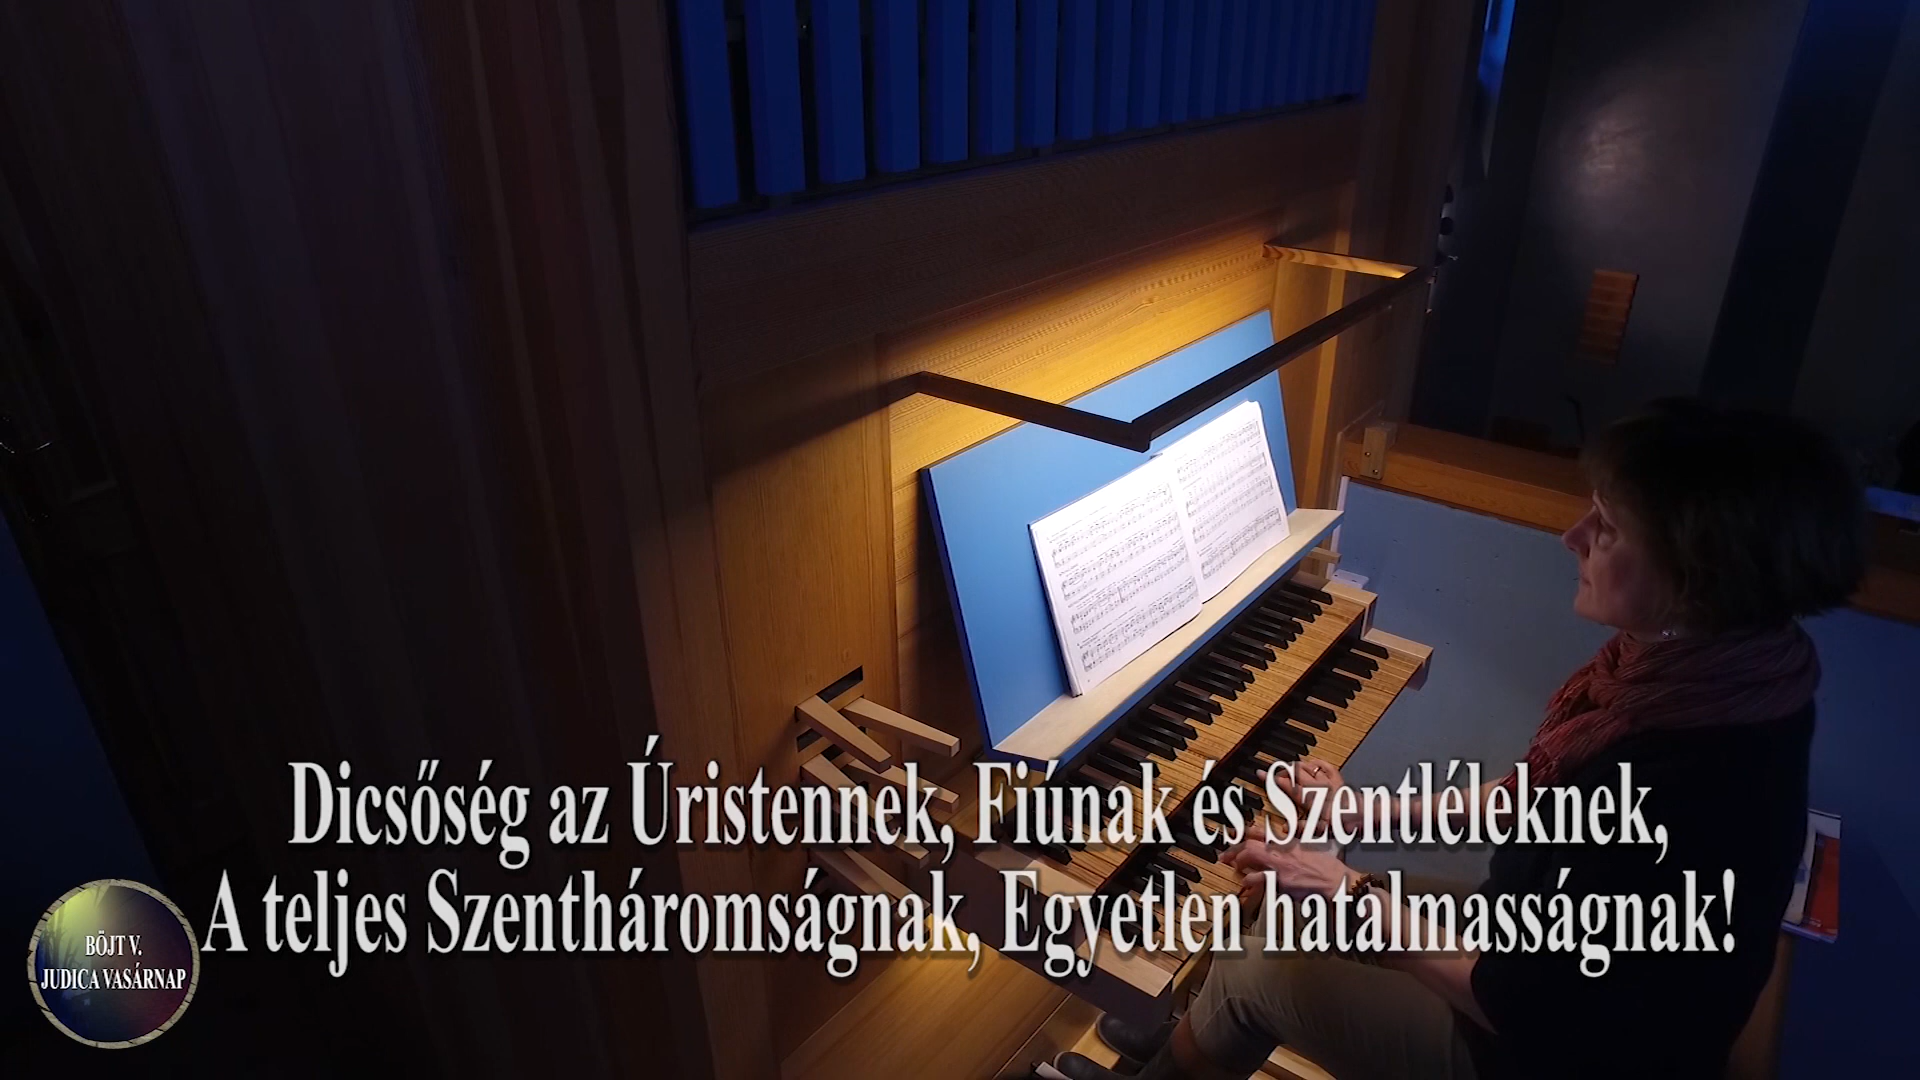 Dicsőség az Úristennek, Fiúnak és Szentléleknek,
A teljes Szentháromságnak, Egyetlen hatalmasságnak!
BÖJT V.
JUDICA VASÁRNAP